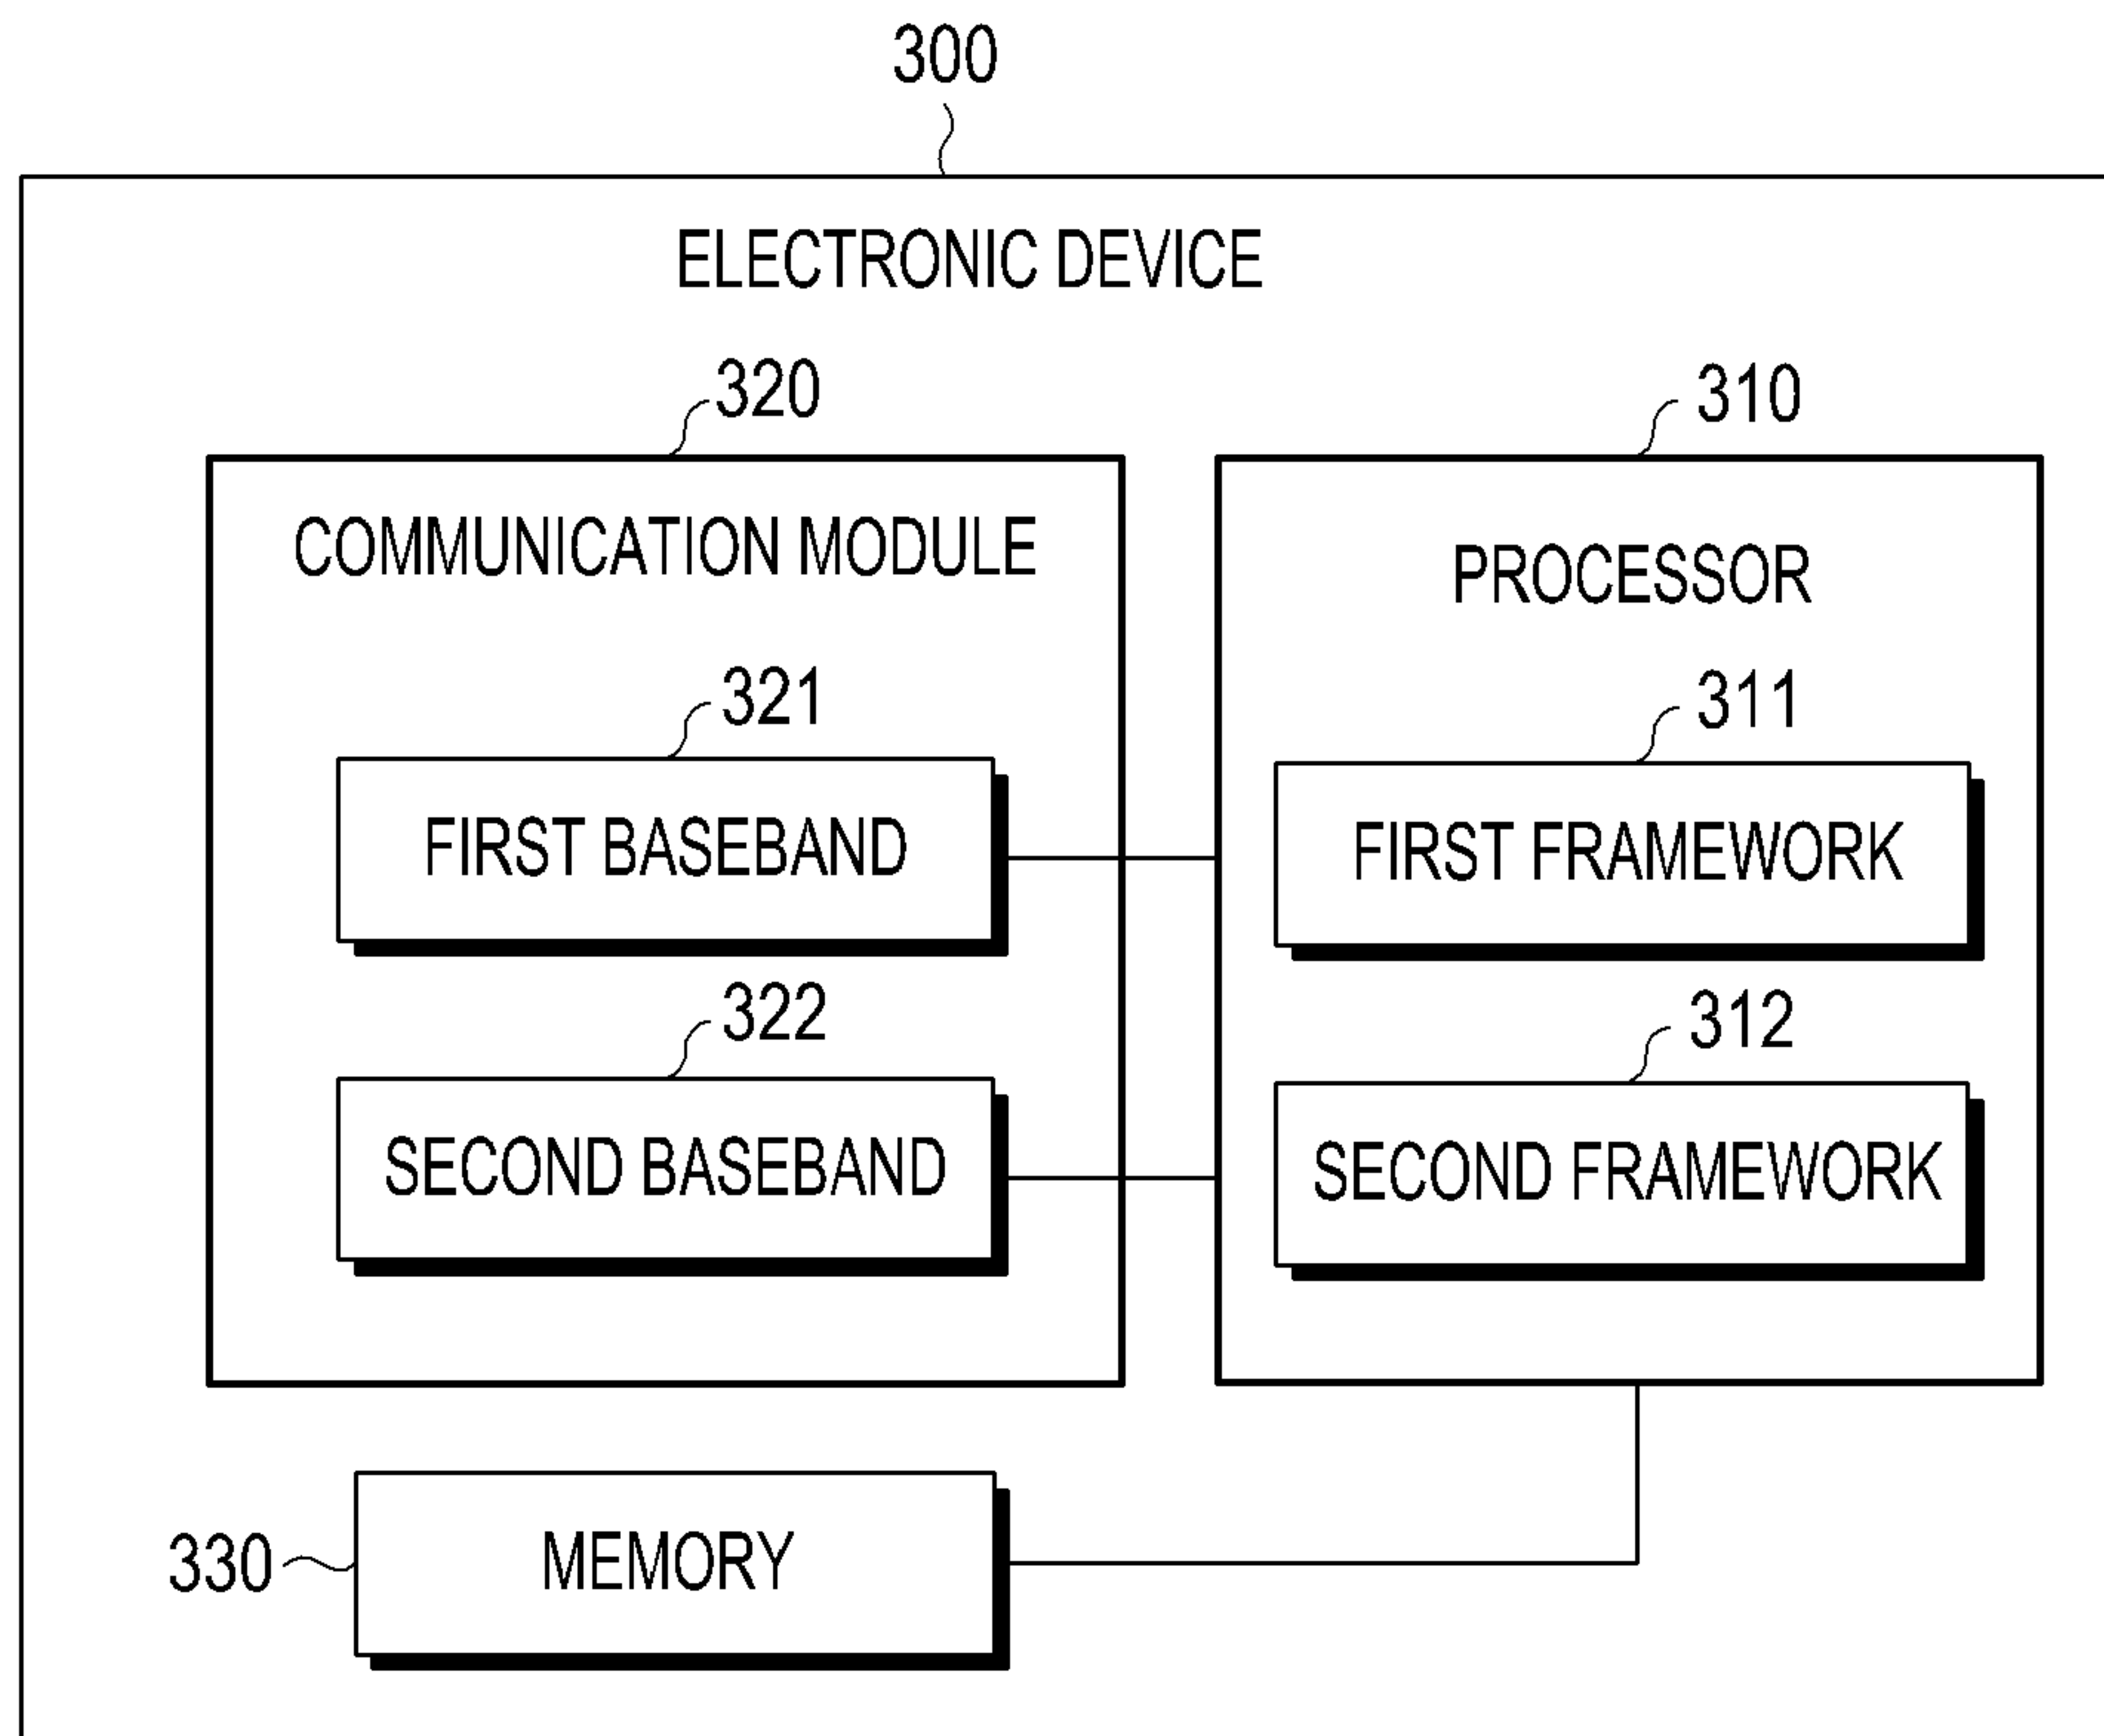 300
ELECTRONIC DEVICE
320
310
COMMUNICATION MODULE
PROCESSOR
321
311
FIRST BASEBAND
FIRST FRAMEWORK
322
312
SECOND BASEBAND
SECOND FRAMEWORK
330
MEMORY